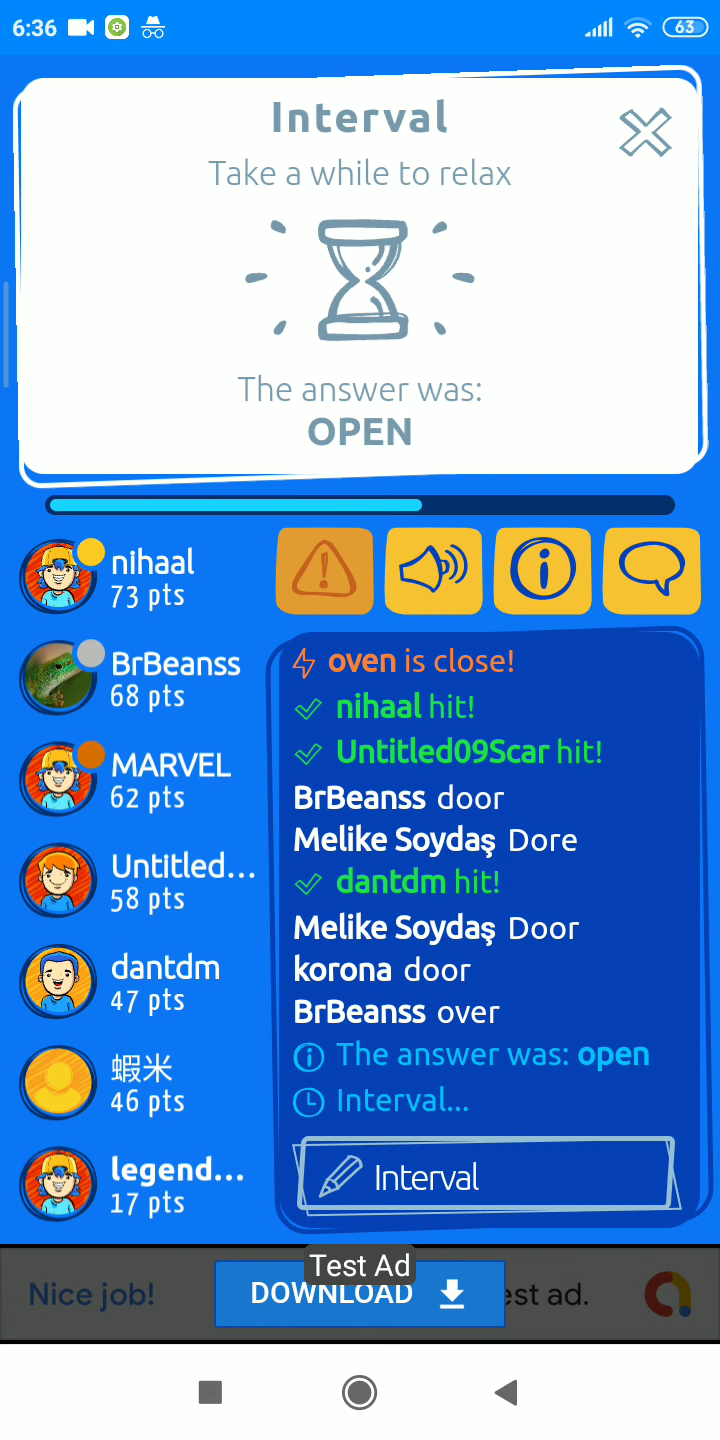 6:36
63
Interval
Take a while to relax
The answer was:
OPEN
nihaal
73 pts
BrBeanss
68 pts
MARVEL
62 pts
Untitled...
58 pts
dantdm
47 pts
蝦米
46 pts
legend...
17 pts
oven is close!
nihaal hit!
Untitled09Scar hit!
BrBeanss door
Melike Soydaş Dore
dantdm hit!
Melike Soydaş Door
korona door
BrBeanss over
The answer was: open
Interval...
Interval
Test Ad
Nice job!
DOWNLOAD
est ad.